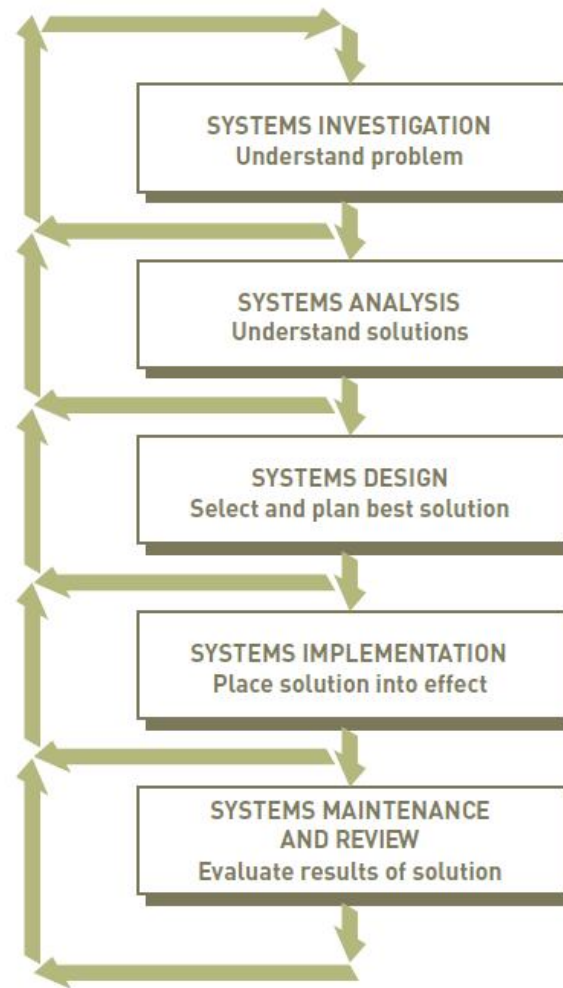 SYSTEMS INVESTIGATION
Understand problem
SYSTEMS ANALYSIS
Understand solutions
SYSTEMS DESIGN
Select and plan best solution
SYSTEMS IMPLEMENTATION
Place solution into effect
SYSTEMS MAINTENANCE
AND REVIEW
Evaluate results of solution